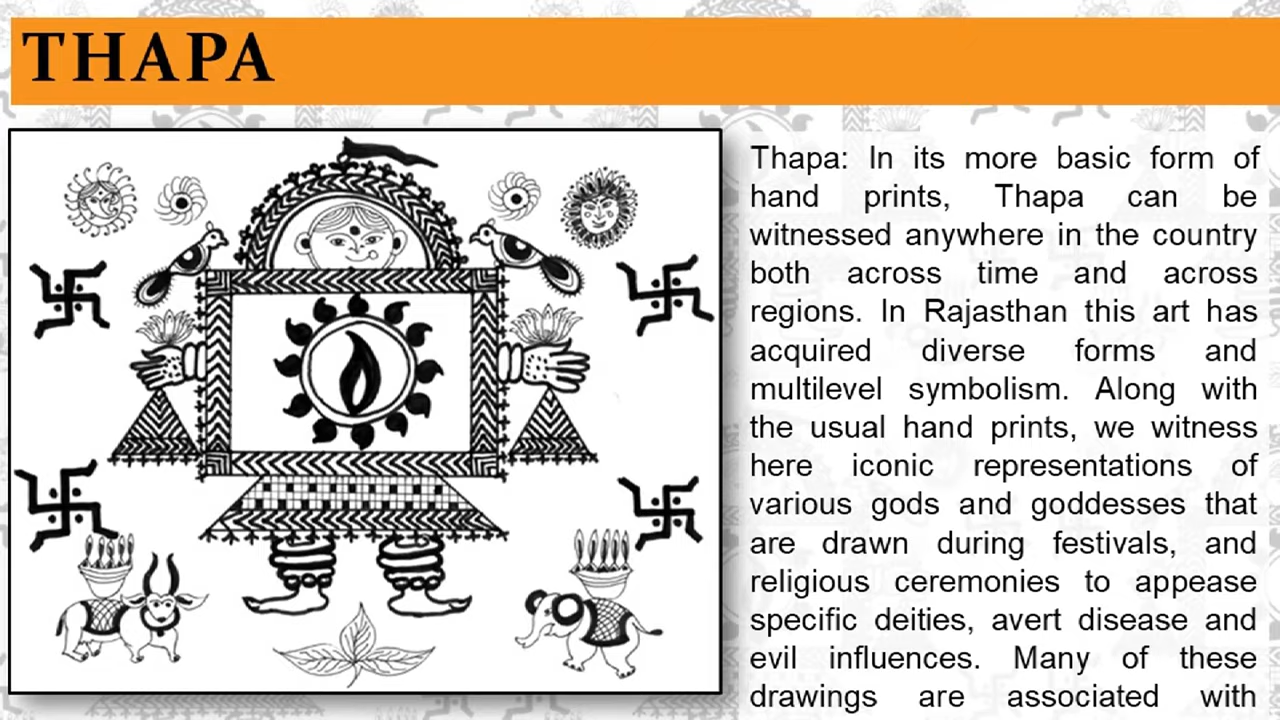 THAPA
Thapa: In its more basic form of
hand prints, Thapa can be
witnessed anywhere in the country
both across time and across
regions. In Rajasthan this art has
acquired diverse forms and
multilevel symbolism. Along with
the usual hand prints, we witness
here iconic representations of
various gods and goddesses that
are drawn during festivals, and
religious ceremonies to appease
specific deities, avert disease and
evil influences. Many of these
drawings are associated with